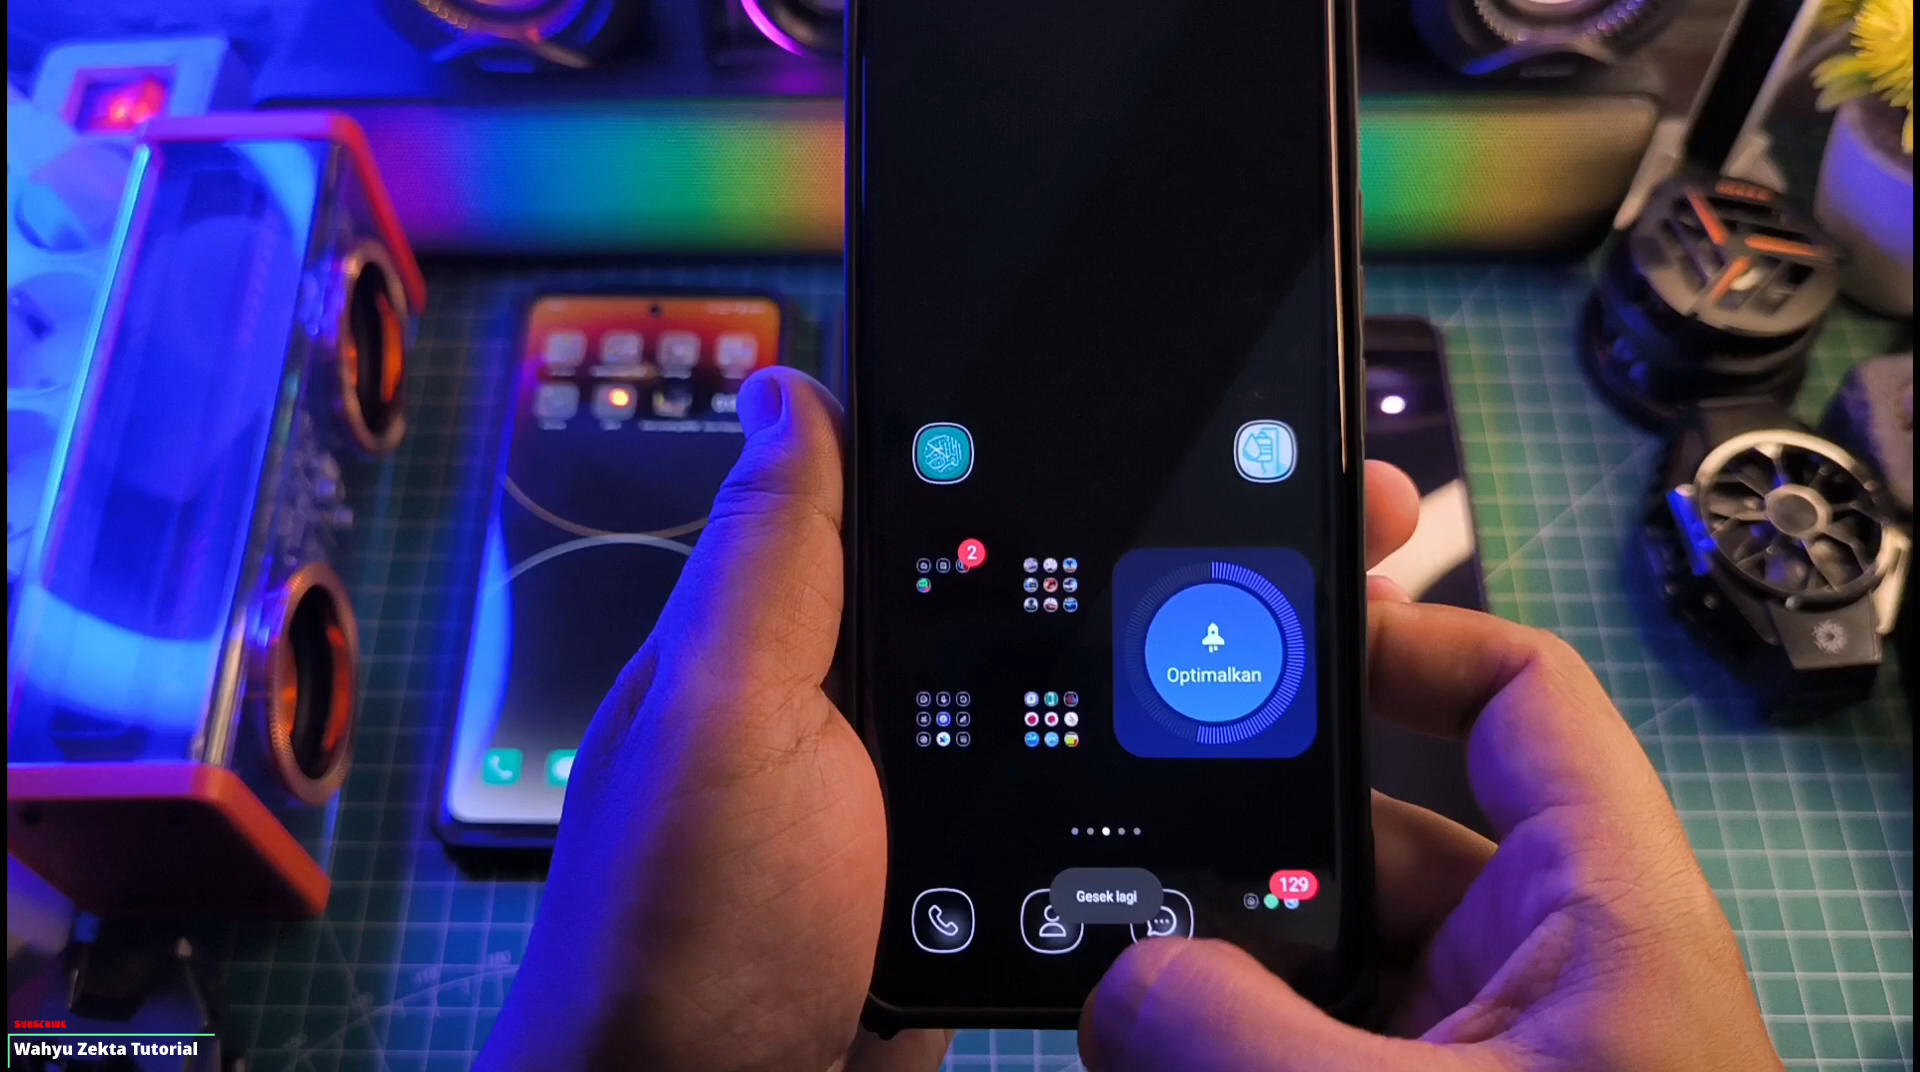 2
Optimalkan
Gesek lagi
129
SUBSCRIBE
Wahyu Zekta Tutorial